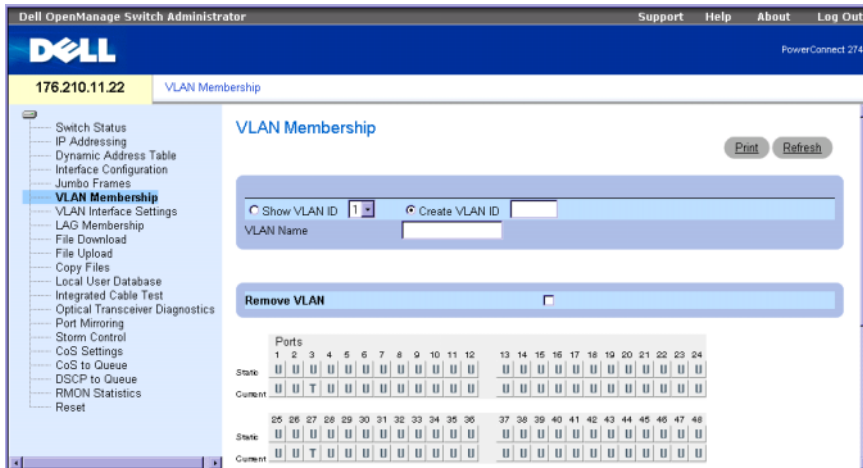 Dell OpenManage Switch Administrator
Support Help About Log Out
DELL
PowerConnect 274
176.210.11.22
VLAN Membership
Switch Status
IP Addressing
Dynamic Address Table
Interface Configuration
Jumbo Frames
VLAN Membership
VLAN Interface Settings
LAG Membership
File Download
File Upload
Copy Files
Local User Database
Integrated Cable Test
Optical Transceiver Diagnostics
Port Mirroring
Storm Control
CoS Settings
CoS to Queue
DSCP to Queue
RMON Statistics
Reset
VLAN Membership
Print Refresh
Show VLAN ID 1 Create VLAN ID
VLAN Name
Remove VLAN
Ports
1 2 3 4 5 6 7 8 9 10 11 12 13 14 15 16 17 18 19 20 21 22 23 24
Static U U U U U U U U U U U U U U U U U U U U U U U U
Current U U T U U U U U U U U U U U U U U U U U U U U U
25 26 27 28 29 30 31 32 33 34 35 36 37 38 39 40 41 42 43 44 45 46 47 48
Static U U U U U U U U U U U U U U U U U U U U U U U U
Current U U T U U U U U U U U U U U U U U U U U U U U U